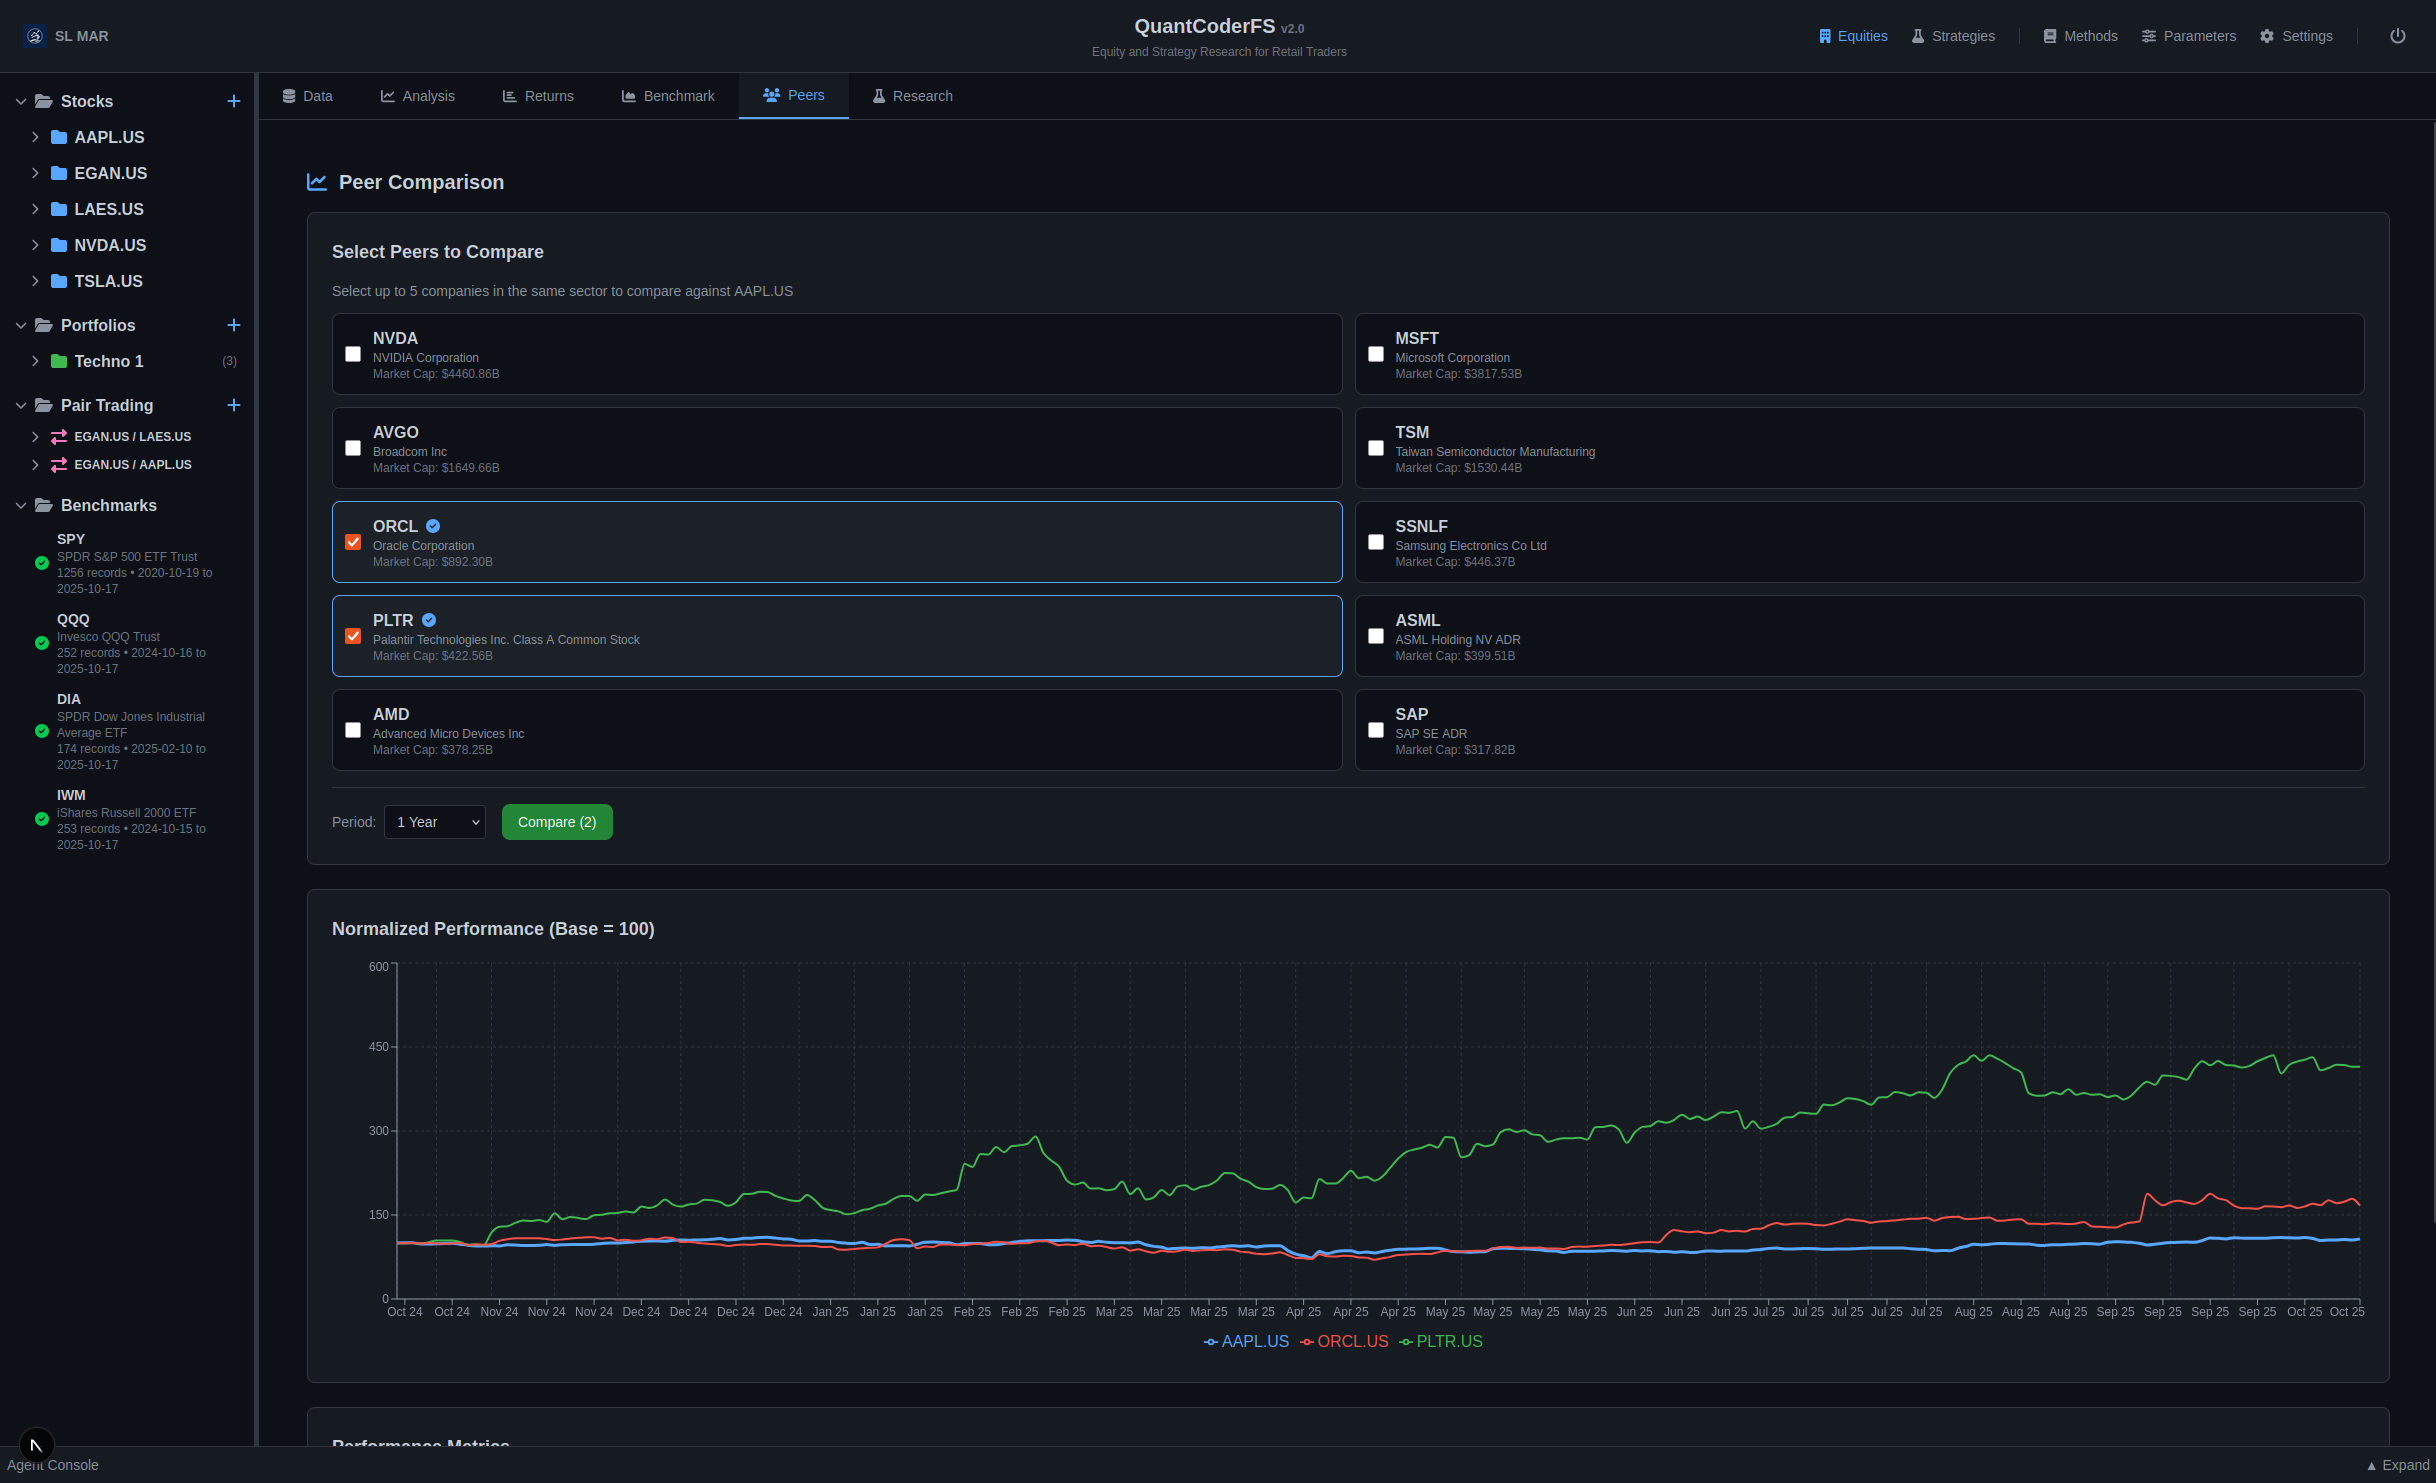 SL MAR
QuantCoderFS v2.0
Equity and Strategy Research for Retail Traders
Equities
Strategies
Methods
Parameters
Settings
Stocks
AAPL.US
EGAN.US
LAES.US
NVDA.US
TSLA.US
Portfolios
Techno 1 (3)
Pair Trading
EGAN.US / LAES.US
EGAN.US / AAPL.US
Benchmarks
SPY
SPDR S&P 500 ETF Trust
1256 records • 2020-10-19 to
2025-10-17
QQQ
Invesco QQQ Trust
252 records • 2024-10-16 to
2025-10-17
DIA
SPDR Dow Jones Industrial
Average ETF
174 records • 2025-02-10 to
2025-10-17
IWM
iShares Russell 2000 ETF
253 records • 2024-10-15 to
2025-10-17
Data
Analysis
Returns
Benchmark
Peers
Research
Peer Comparison
Select Peers to Compare
Select up to 5 companies in the same sector to compare against AAPL.US
NVDA
NVIDIA Corporation
Market Cap: $4460.86B
MSFT
Microsoft Corporation
Market Cap: $3817.53B
AVGO
Broadcom Inc
Market Cap: $1649.66B
TSM
Taiwan Semiconductor Manufacturing
Market Cap: $1530.44B
ORCL
Oracle Corporation
Market Cap: $892.30B
SSNLF
Samsung Electronics Co Ltd
Market Cap: $446.37B
PLTR
Palantir Technologies Inc. Class A Common Stock
Market Cap: $422.56B
ASML
ASML Holding NV ADR
Market Cap: $399.51B
AMD
Advanced Micro Devices Inc
Market Cap: $378.25B
SAP
SAP SE ADR
Market Cap: $317.82B
Period: 1 Year Compare (2)
Normalized Performance (Base = 100)
600
450
300
150
0
Oct 24 Oct 24 Nov 24 Nov 24 Nov 24 Dec 24 Dec 24 Dec 24 Dec 24 Jan 25 Jan 25 Jan 25 Feb 25 Feb 25 Feb 25 Mar 25 Mar 25 Mar 25 Mar 25 Apr 25 Apr 25 Apr 25 May 25 May 25 May 25 May 25 Jun 25 Jun 25 Jun 25 Jul 25 Jul 25 Jul 25 Jul 25 Jul 25 Aug 25 Aug 25 Aug 25 Sep 25 Sep 25 Sep 25 Sep 25 Oct 25 Oct 25
AAPL.US ORCL.US PLTR.US
Performance Metrics
Agent Console
▲ Expand